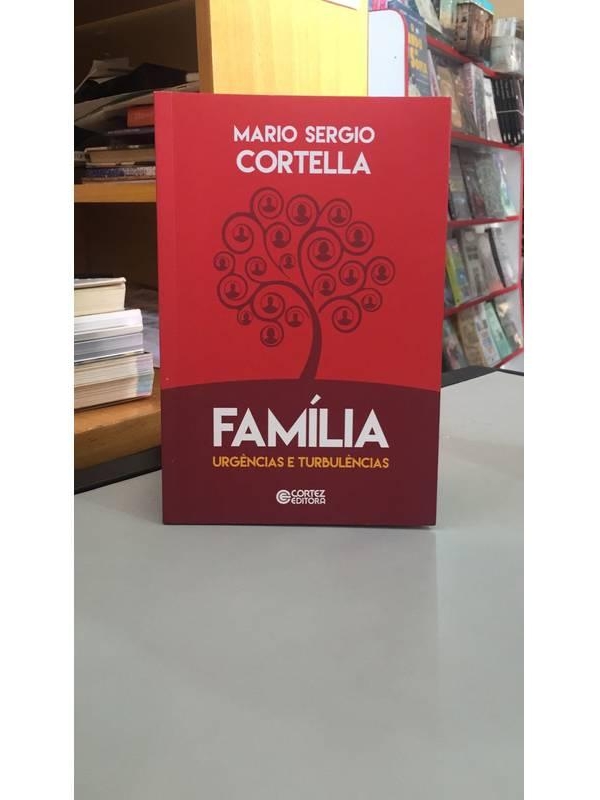 MARIO SERGIO
CORTELLA
FAMÍLIA
URGÊNCIAS E TURBULÊNCIAS
CORTEZ
EDITORA